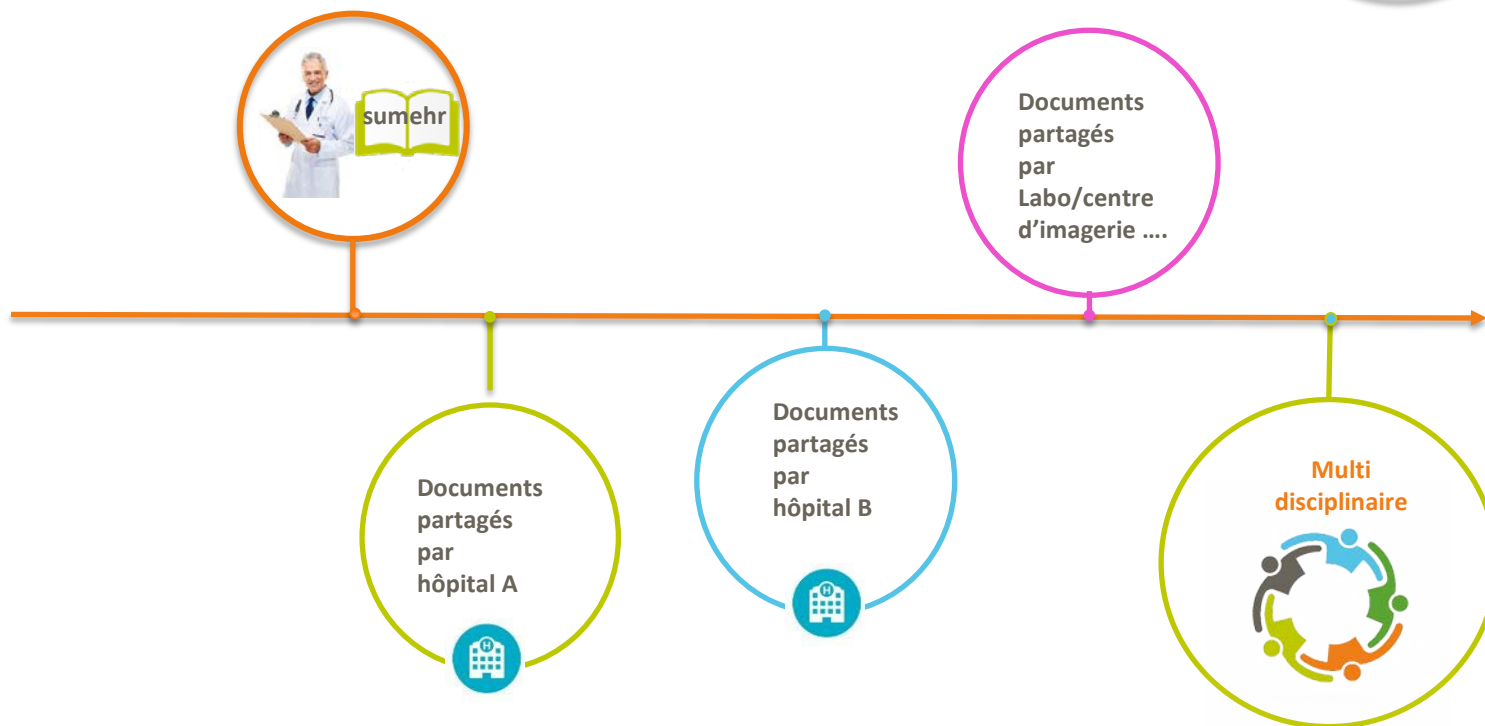 sumehr
Documents
partagés
par
hôpital A
H
Documents
partagés
par
hôpital B
H
Documents
partagés
par
Labo/centre
d’imagerie ....
Multi
disciplinaire